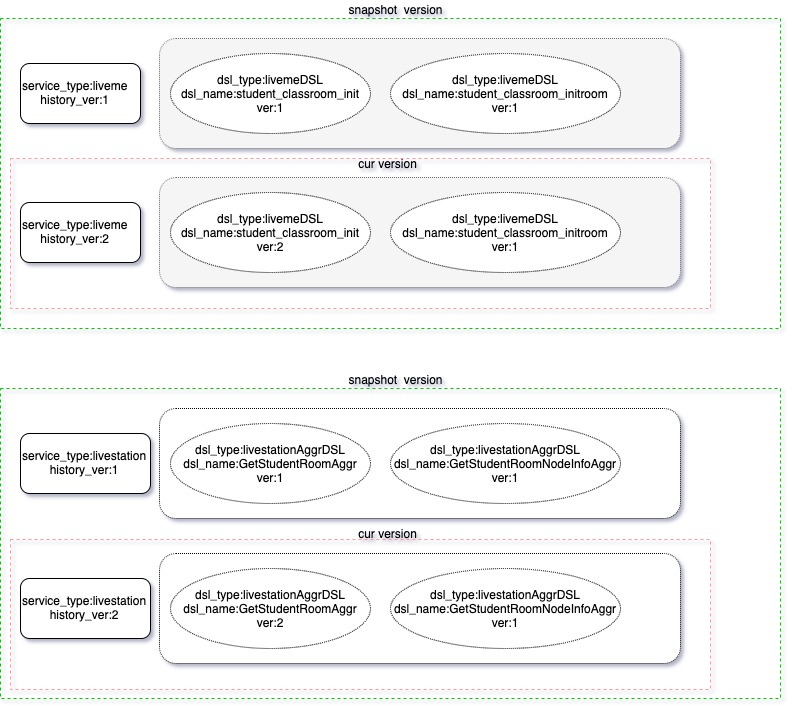 snapshot version
service_type:liveme
history_ver:1
dsl_type:livemeDSL
dsl_name:student_classroom_init
ver:1
dsl_type:livemeDSL
dsl_name:student_classroom_initroom
ver:1
cur version
service_type:liveme
history_ver:2
dsl_type:livemeDSL
dsl_name:student_classroom_init
ver:2
dsl_type:livemeDSL
dsl_name:student_classroom_initroom
ver:1
snapshot version
service_type:livestation
history_ver:1
dsl_type:livestationAggrDSL
dsl_name:GetStudentRoomAggr
ver:1
dsl_type:livestationAggrDSL
dsl_name:GetStudentRoomNodeInfoAggr
ver:1
cur version
service_type:livestation
history_ver:2
dsl_type:livestationAggrDSL
dsl_name:GetStudentRoomAggr
ver:2
dsl_type:livestationAggrDSL
dsl_name:GetStudentRoomNodeInfoAggr
ver:1